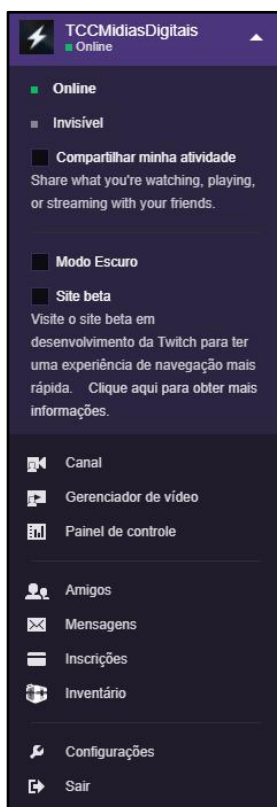 TCCMidiasDigitais
Online
Online
Invisível
Compartilhar minha atividade
Share what you're watching, playing,
or streaming with your friends.
Modo Escuro
Site beta
Visite o site beta em
desenvolvimento da Twitch para ter
uma experiência de navegação mais
rápida. Clique aqui para obter mais
informações.
Canal
Gerenciador de vídeo
Painel de controle
Amigos
Mensagens
Inscrições
Inventário
Configurações
Sair